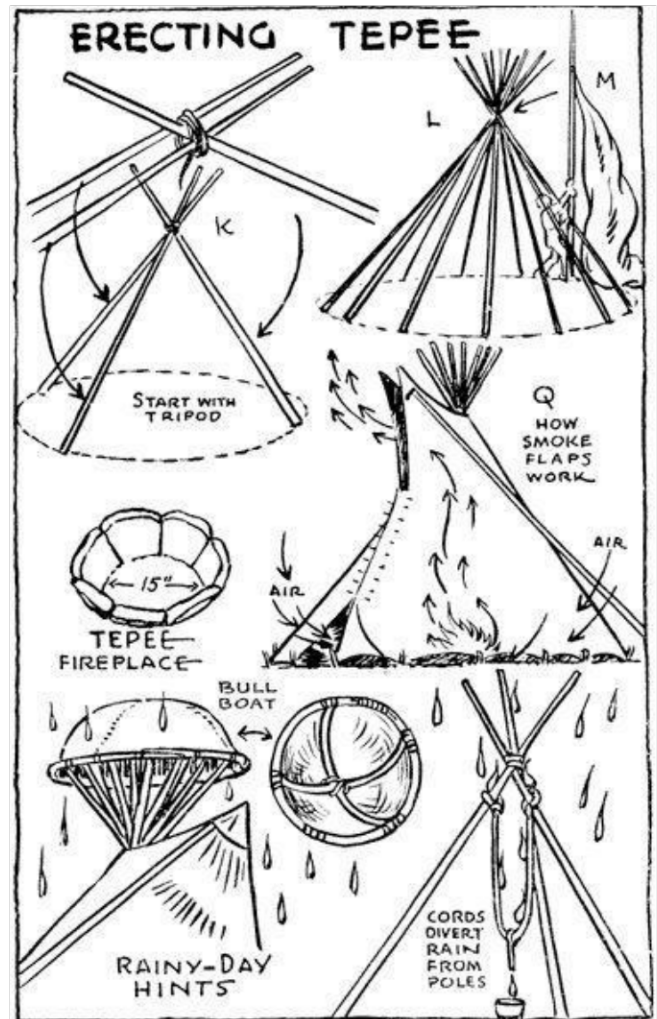 ERECTING TEPEE
K
START WITH
TRIPOD
L
M
Q
HOW
SMOKE
FLAPS
WORK
AIR
AIR
15"
TEPEE
FIREPLACE
BULL
BOAT
RAINY-DAY
HINTS
CORDS
DIVERT
RAIN
FROM
POLES